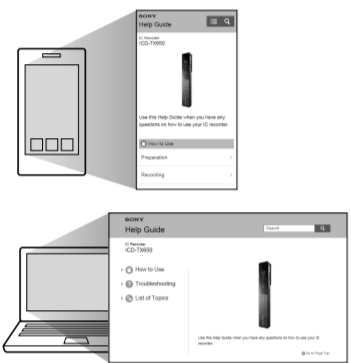 SONY
Help Guide
IC Recorder
ICD-TX650
Use this Help Guide when you have any
questions on how to use your IC recorder.
How to Use
Preparation
Recording
SONY
Help Guide
Search
IC Recorder
ICD-TX650
How to Use
Troubleshooting
List of Topics
Use this Help Guide when you have any questions on how to use your IC
recorder.
Go to Page Top